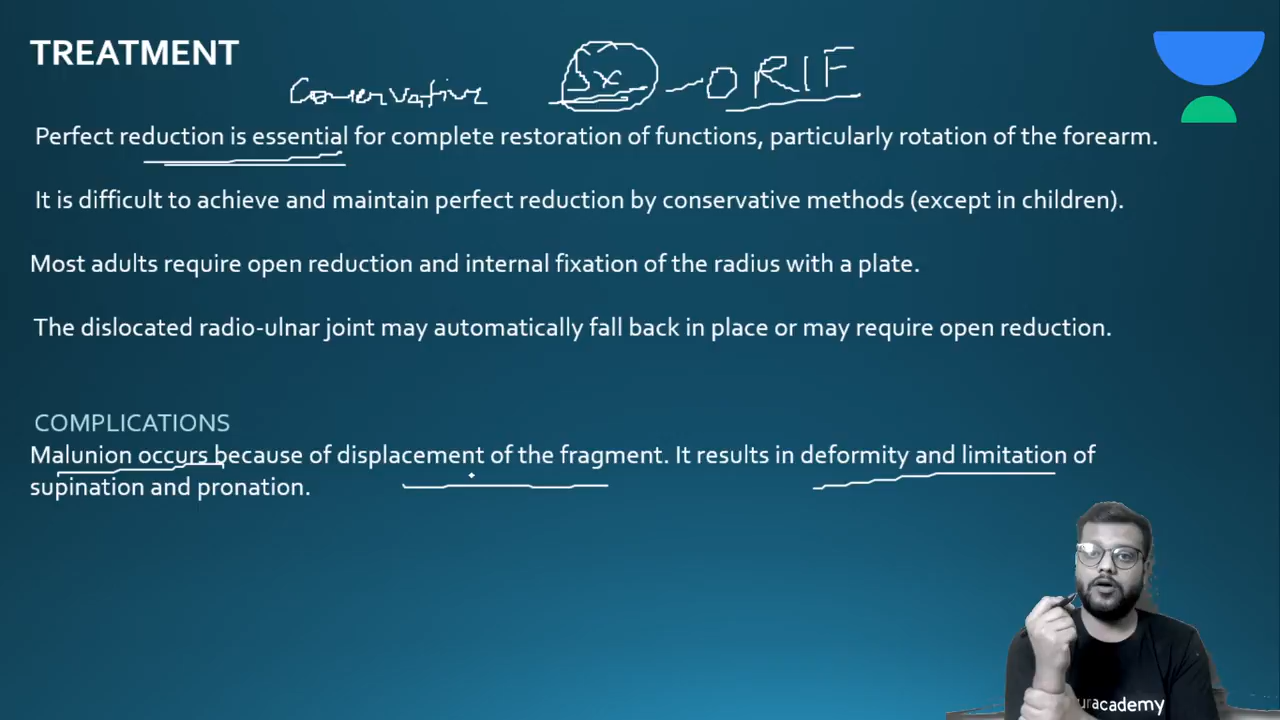 TREATMENT
Conservative Sx - ORIF
Perfect reduction is essential for complete restoration of functions, particularly rotation of the forearm.
It is difficult to achieve and maintain perfect reduction by conservative methods (except in children).
Most adults require open reduction and internal fixation of the radius with a plate.
The dislocated radio-ulnar joint may automatically fall back in place or may require open reduction.
COMPLICATIONS
Malunion occurs because of displacement of the fragment. It results in deformity and limitation of
supination and pronation.
uracademy